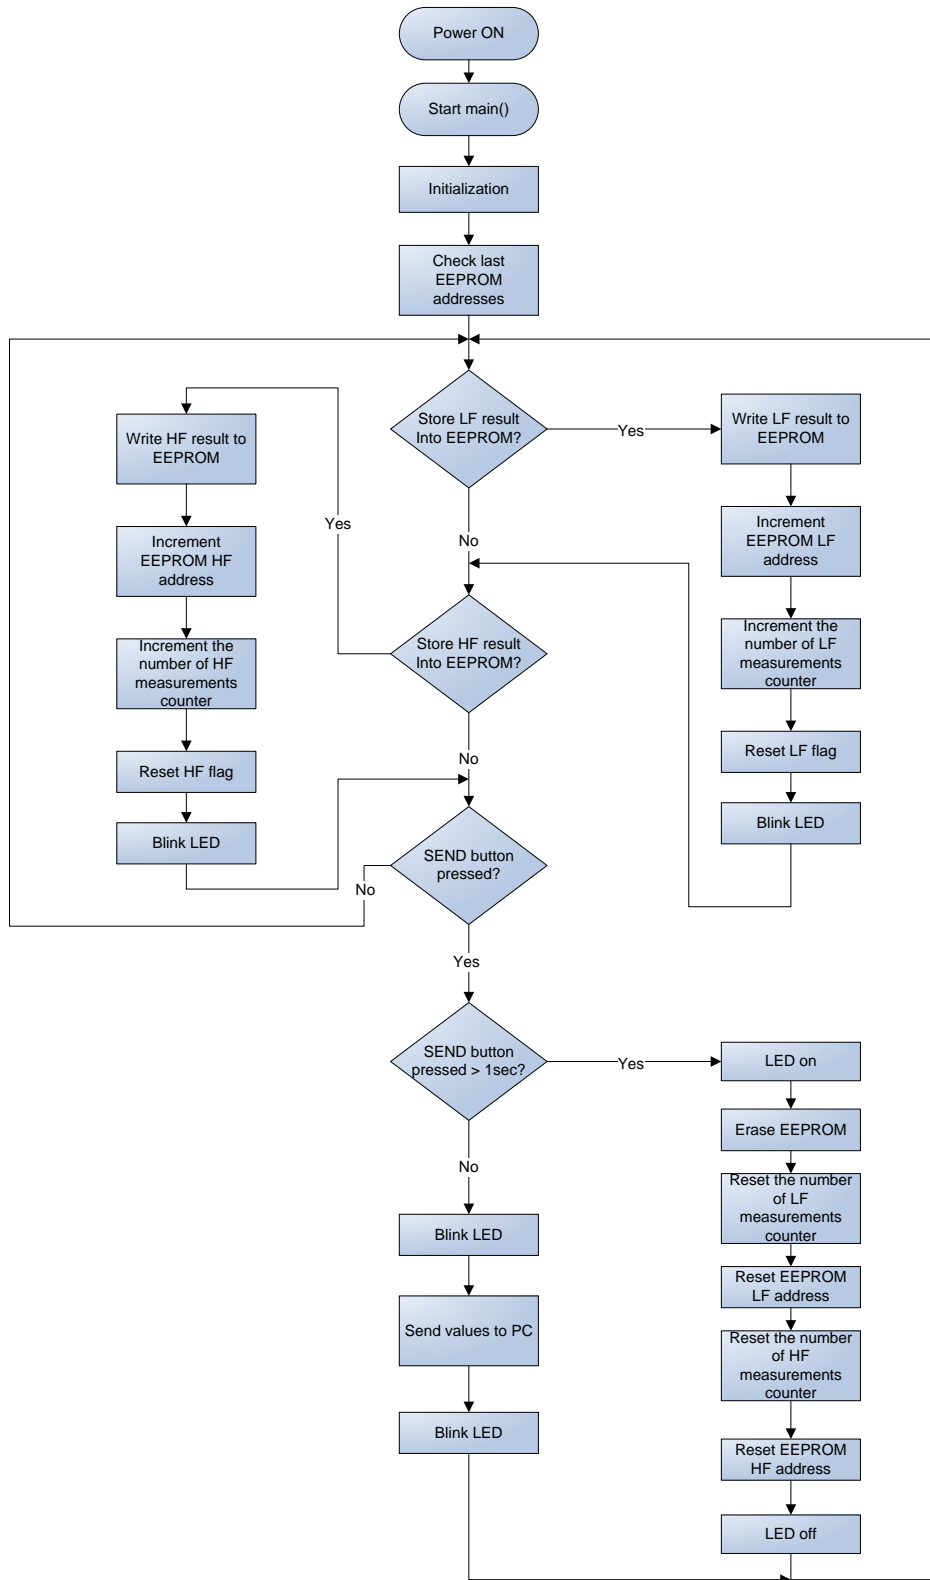 Power ON
Start main()
Initialization
Check last
EEPROM
addresses
Store LF result
Into EEPROM?
Yes
Write LF result to
EEPROM
Increment
EEPROM LF
address
Increment the
number of LF
measurements
counter
Reset LF flag
Blink LED
No
Store HF result
Into EEPROM?
Yes
Write HF result to
EEPROM
Increment
EEPROM HF
address
Increment the
number of HF
measurements
counter
Reset HF flag
Blink LED
No
SEND button
pressed?
No
Yes
SEND button
pressed > 1sec?
Yes
LED on
Erase EEPROM
Reset the number
of LF
measurements
counter
Reset EEPROM
LF address
Reset the number
of HF
measurements
counter
Reset EEPROM
HF address
LED off
No
Blink LED
Send values to PC
Blink LED